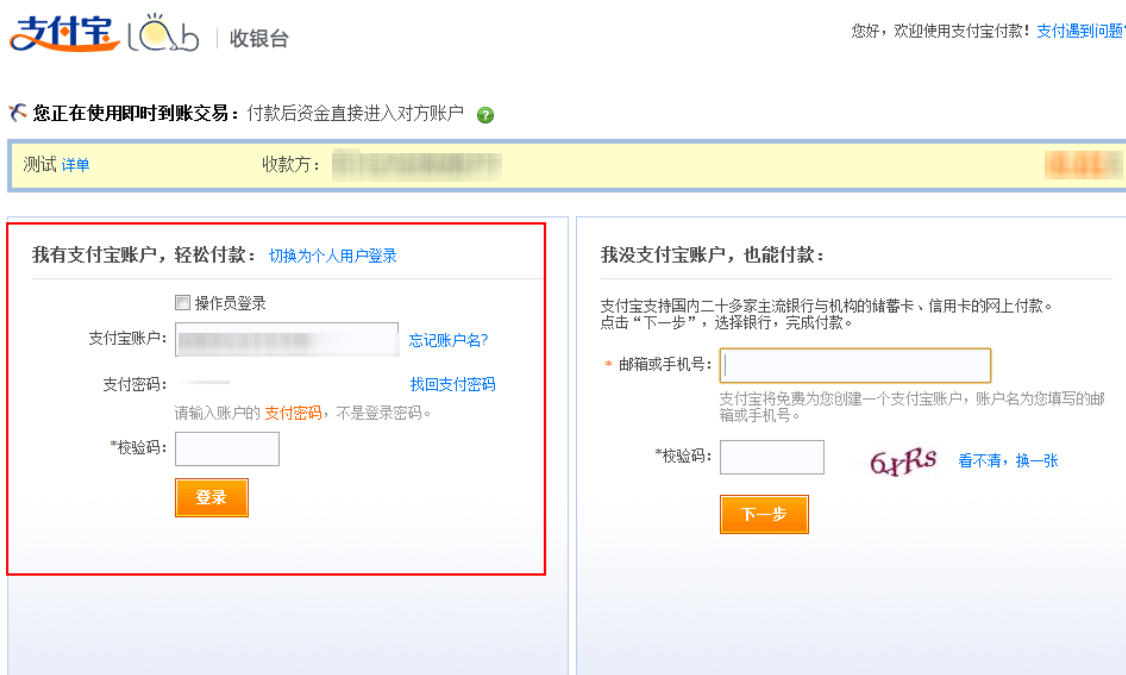 支付宝 Lab 收银台
您好，欢迎使用支付宝付款！ 支付遇到问题
您正在使用即时到账交易：付款后资金直接进入对方账户 ?
测试 详单 收款方：
我有支付宝账户，轻松付款： 切换为个人用户登录
操作员登录
支付宝账户： 忘记账户名?
支付密码： 找回支付密码
请输入账户的 支付密码，不是登录密码。
*校验码：
登录
我没支付宝账户，也能付款：
支付宝支持国内二十多家主流银行与机构的储蓄卡、信用卡的网上付款。
点击“下一步”，选择银行，完成付款。
* 邮箱或手机号：
支付宝将免费为您创建一个支付宝账户，账户名为您填写的邮
箱或手机号。
*校验码： 6YRS 看不清，换一张
下一步